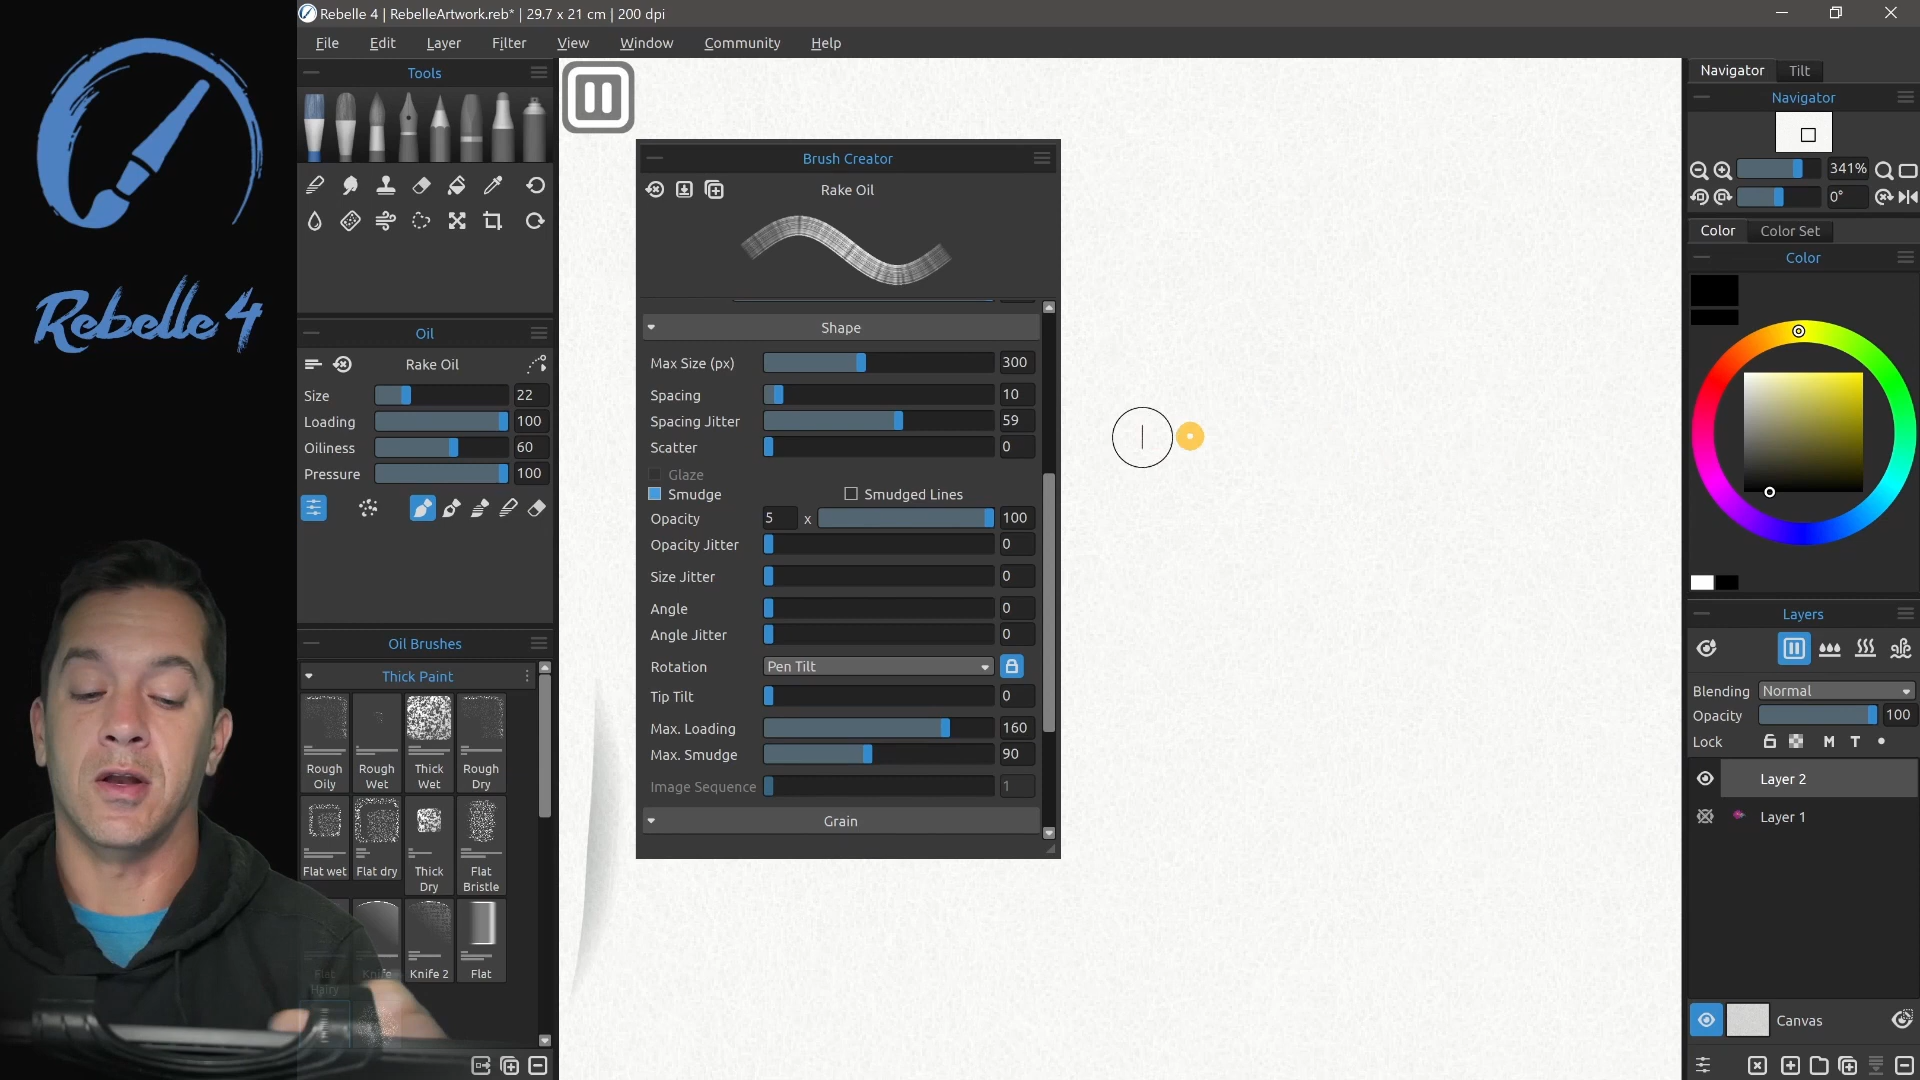 Rebelle 4 | RebelleArtwork.reb* | 29.7 x 21 cm | 200 dpi
File Edit Layer Filter View Window Community Help
Rebelle 4
Tools
Oil
Rake Oil
Size 22
Loading 100
Oiliness 60
Pressure 100
Oil Brushes
Thick Paint
Rough Oily Rough Wet Thick Wet Rough Dry
Flat wet Flat dry Thick Dry Flat Bristle
Flat Hairy Knife Knife 2 Flat
Brush Creator
Rake Oil
Shape
Max Size (px) 300
Spacing 10
Spacing Jitter 59
Scatter 0
Glaze
Smudge Smudged Lines
Opacity 5 x 100
Opacity Jitter 0
Size Jitter 0
Angle 0
Angle Jitter 0
Rotation Pen Tilt
Tip Tilt 0
Max. Loading 160
Max. Smudge 90
Image Sequence 1
Grain
Navigator Tilt
Navigator
341%
0°
Color Color Set
Color
Layers
Blending Normal
Opacity 100
Lock M T
Layer 2
Layer 1
Canvas